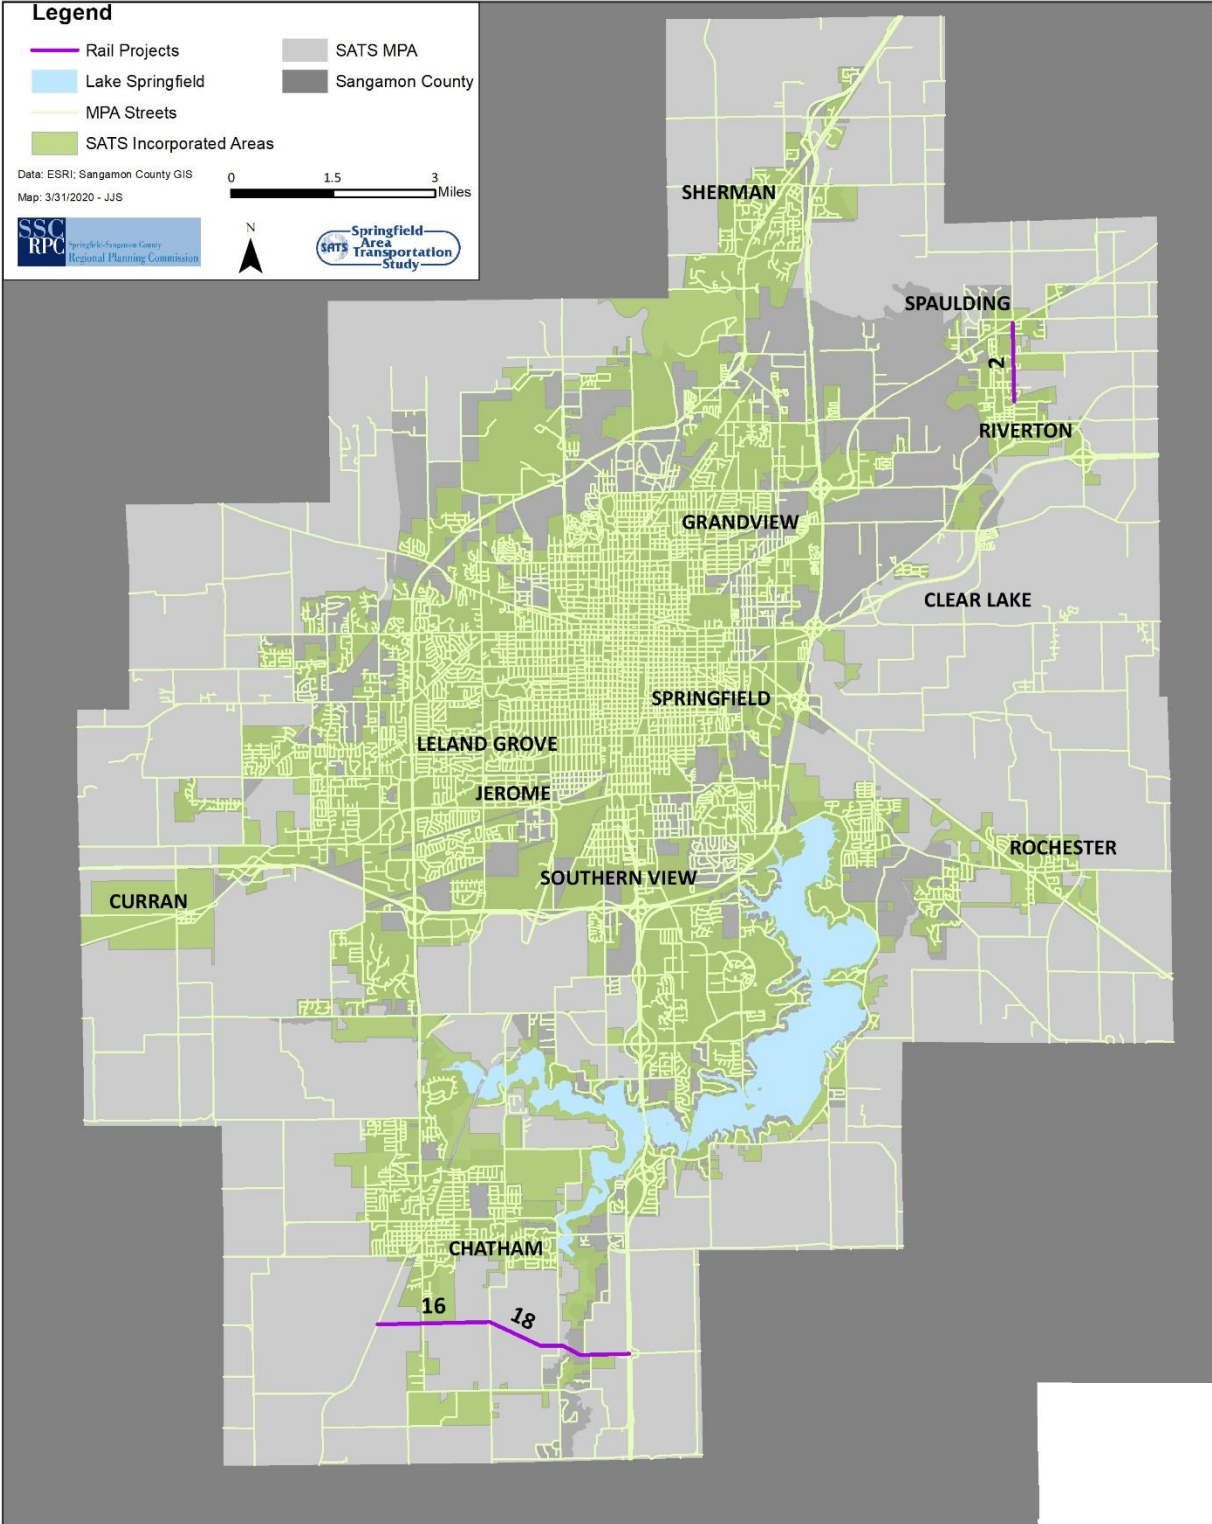 Legend
Rail Projects
Lake Springfield
MPA Streets
SATS Incorporated Areas
SATS MPA
Sangamon County
Data: ESRI; Sangamon County GIS
Map: 3/31/2020 - JJS
0 1.5 3 Miles
SSC
RPC
Springfield-Sangamon County
Regional Planning Commission
N
SATS
Springfield
Area
Transportation
Study
SHERMAN
SPAULDING
2
RIVERTON
GRANDVIEW
CLEAR LAKE
SPRINGFIELD
LELAND GROVE
JEROME
ROCHESTER
SOUTHERN VIEW
CURRAN
CHATHAM
16
18